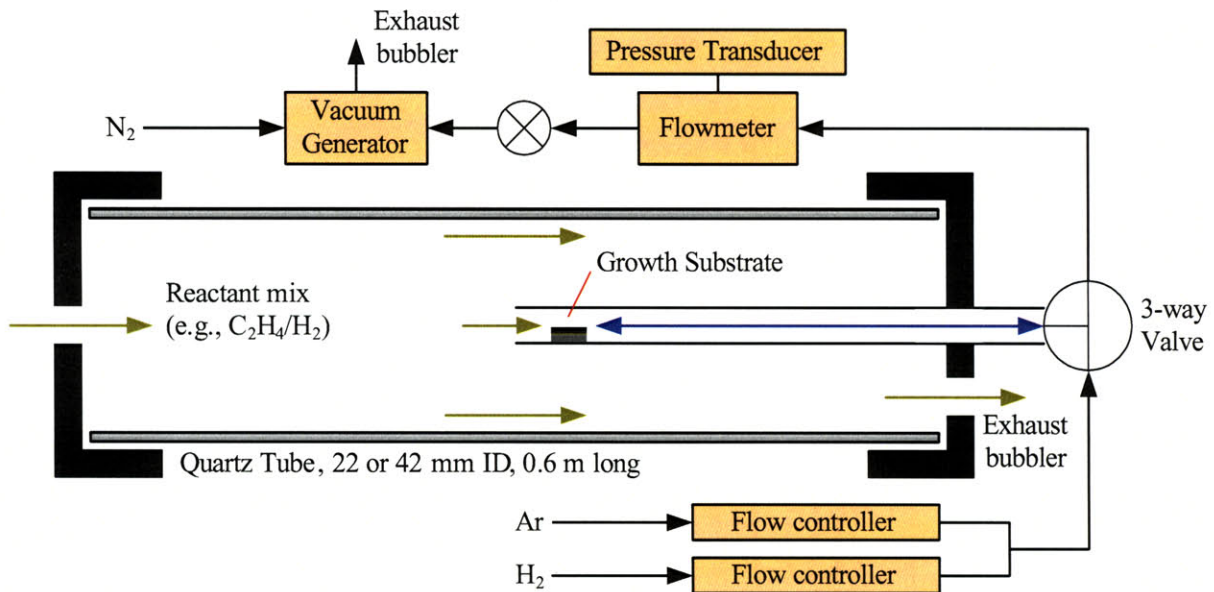 Exhaust
bubbler
Pressure Transducer
N₂
Vacuum
Generator
Flowmeter
Growth Substrate
Reactant mix
(e.g., C₂H₄/H₂)
3-way
Valve
Exhaust
bubbler
Quartz Tube, 22 or 42 mm ID, 0.6 m long
Ar
Flow controller
H₂
Flow controller